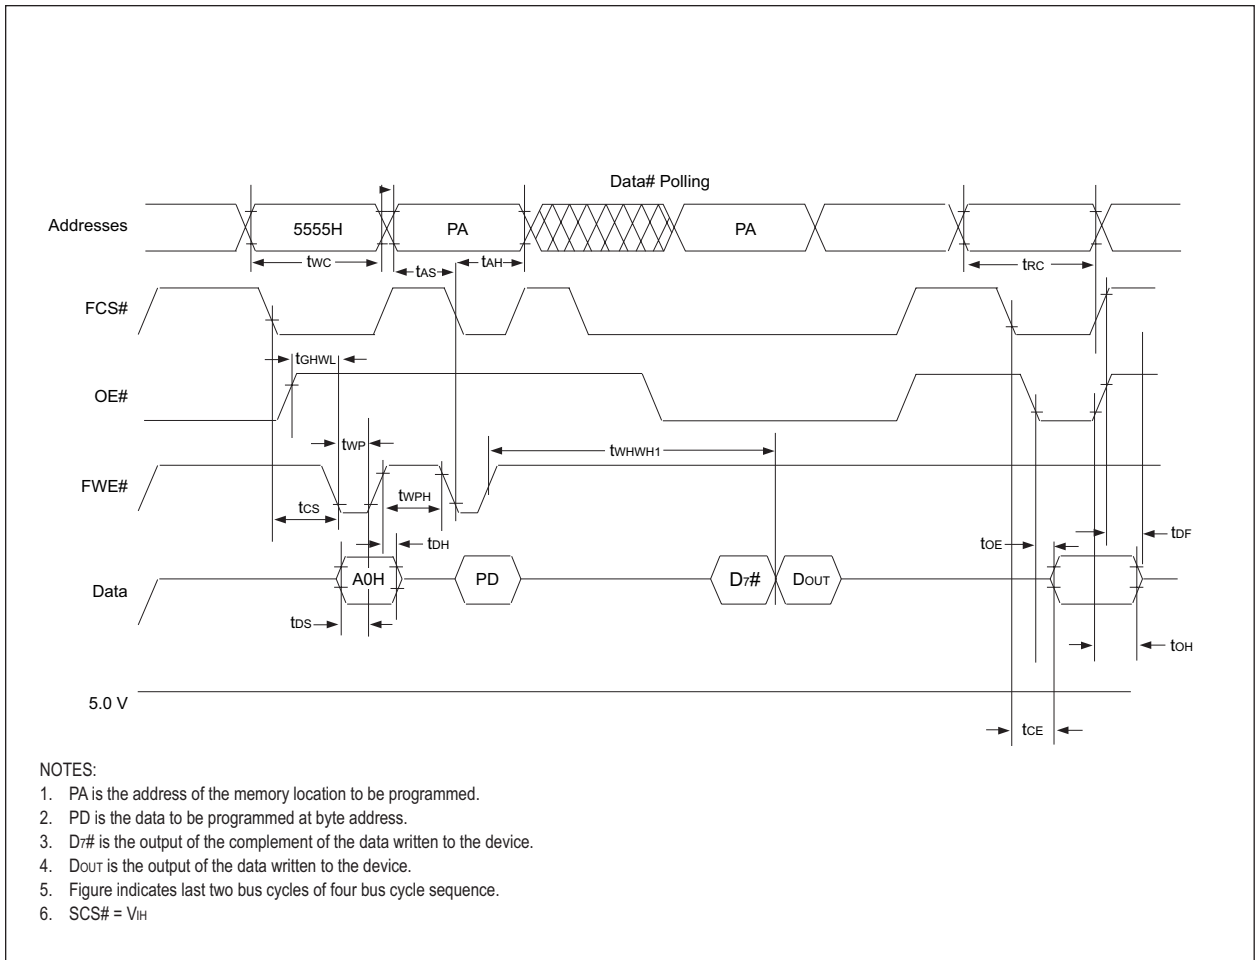 Data# Polling
Addresses
5555H
PA
PA
tWC
tAS
tAH
tRC
FCS#
tGHWL
OE#
tWP
tWHWH1
FWE#
tCS
tWPH
tDH
tOE
tDF
Data
A0H
PD
D7#
DOUT
tDS
tOH
5.0 V
tCE
NOTES:
1. PA is the address of the memory location to be programmed.
2. PD is the data to be programmed at byte address.
3. D7# is the output of the complement of the data written to the device.
4. DOUT is the output of the data written to the device.
5. Figure indicates last two bus cycles of four bus cycle sequence.
6. SCS# = VIH